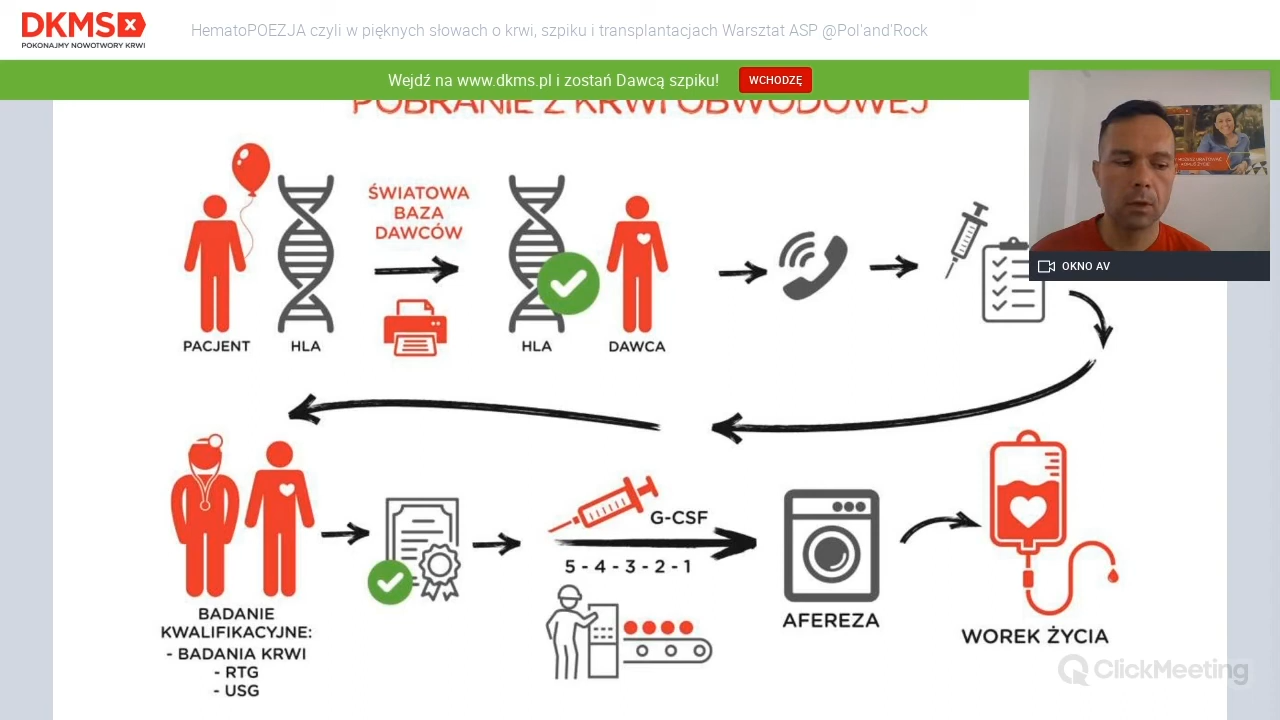 DKMS
POKONAJMY NOWOTWORY KRWI
HematoPOEZJA czyli w pięknych słowach o krwi, szpiku i transplantacjach Warsztat ASP @Pol'and'Rock
Wejdź na www.dkms.pl i zostań Dawcą szpiku!
WCHODZĘ
POBRANIE Z KRWI OBWODOWEJ
ŚWIATOWA
BAZA
DAWCÓW
PACJENT
HLA
HLA
DAWCA
OKNO AV
BADANIE
KWALIFIKACYJNE:
- BADANIA KRWI
- RTG
- USG
G-CSF
5 - 4 - 3 - 2 - 1
AFEREZA
WOREK ŻYCIA
ClickMeeting